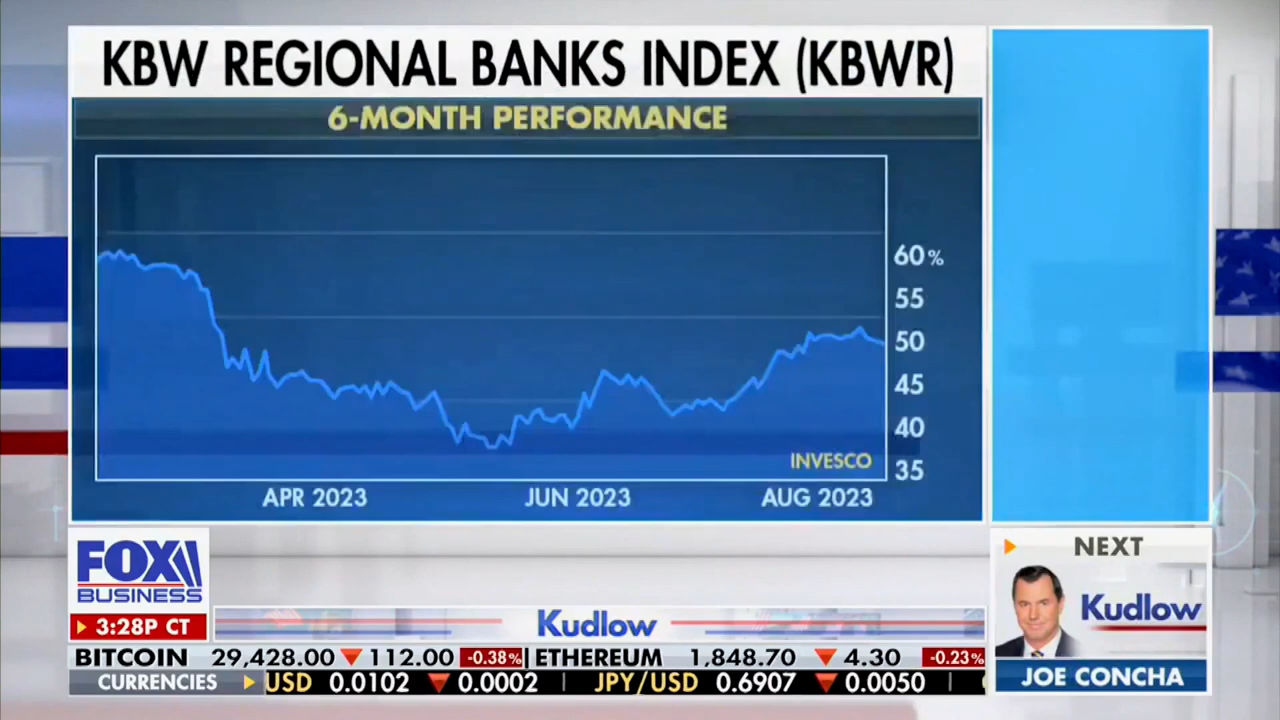 KBW REGIONAL BANKS INDEX (KBWR)
6-MONTH PERFORMANCE
60%
55
50
45
40
35
INVESCO
APR 2023 JUN 2023 AUG 2023
FOX
BUSINESS
3:28P CT
Kudlow
NEXT
Kudlow
JOE CONCHA
BITCOIN 29,428.00 112.00 -0.38% ETHEREUM 1,848.70 4.30 -0.23%
CURRENCIES USD 0.0102 0.0002 JPY/USD 0.6907 0.0050